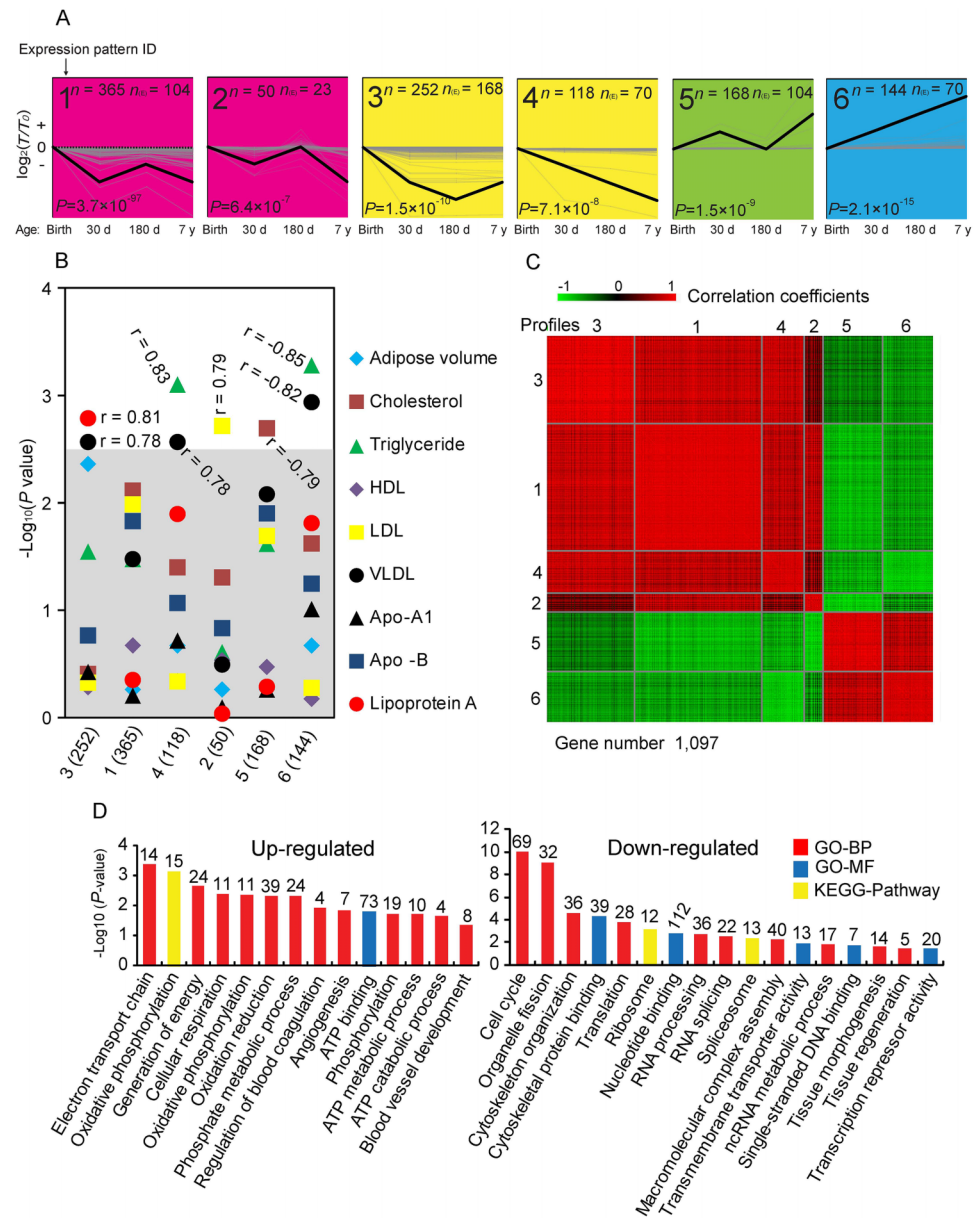 A
Expression pattern ID
1 n = 365 n(E) = 104
2 n = 50 n(E) = 23
3 n = 252 n(E) = 168
4 n = 118 n(E) = 70
5 n = 168 n(E) = 104
6 n = 144 n(E) = 70
log2(T/T0)
+
0
-
P=3.7×10-97
P=6.4×10-7
P=1.5×10-10
P=7.1×10-8
P=1.5×10-9
P=2.1×10-15
Age: Birth 30 d 180 d 7 y
Birth 30 d 180 d 7 y
Birth 30 d 180 d 7 y
Birth 30 d 180 d 7 y
Birth 30 d 180 d 7 y
Birth 30 d 180 d 7 y
B
-Log10(P value)
4
3
2
1
0
r = 0.81
r = 0.78
r = 0.83
r = 0.78
r = 0.79
r = -0.79
r = -0.85
r = -0.82
3 (252)
1 (365)
4 (118)
2 (50)
5 (168)
6 (144)
Adipose volume
Cholesterol
Triglyceride
HDL
LDL
VLDL
Apo-A1
Apo -B
Lipoprotein A
C
-1 0 1
Correlation coefficients
Profiles 3 1 4 2 5 6
3
1
4
2
5
6
Gene number 1,097
D
-Log10 (P-value)
Up-regulated
4
3
2
1
0
14 15 24 11 11 39 24 4 7 73 19 10 4 8
Electron transport chain
Oxidative phosphorylation
Generation of energy
Cellular respiration
Oxidative phosphorylation
Oxidation reduction
Phosphate metabolic process
Regulation of blood coagulation
Angiogenesis
ATP binding
Phosphorylation
ATP metabolic process
ATP catabolic process
Blood vessel development
Down-regulated
12
10
8
6
4
2
0
69 32 36 39 28 12 112 36 22 13 40 13 17 7 14 5 20
GO-BP
GO-MF
KEGG-Pathway
Cell cycle
Organelle fission
Cytoskeleton organization
Cytoskeletal protein binding
Translation
Ribosome
Nucleotide binding
RNA processing
RNA splicing
Spliceosome
Macromolecular complex assembly
Transmembrane transporter activity
ncRNA metabolic process
Single-stranded DNA binding
Tissue morphogenesis
Tissue regeneration
Transcription repressor activity